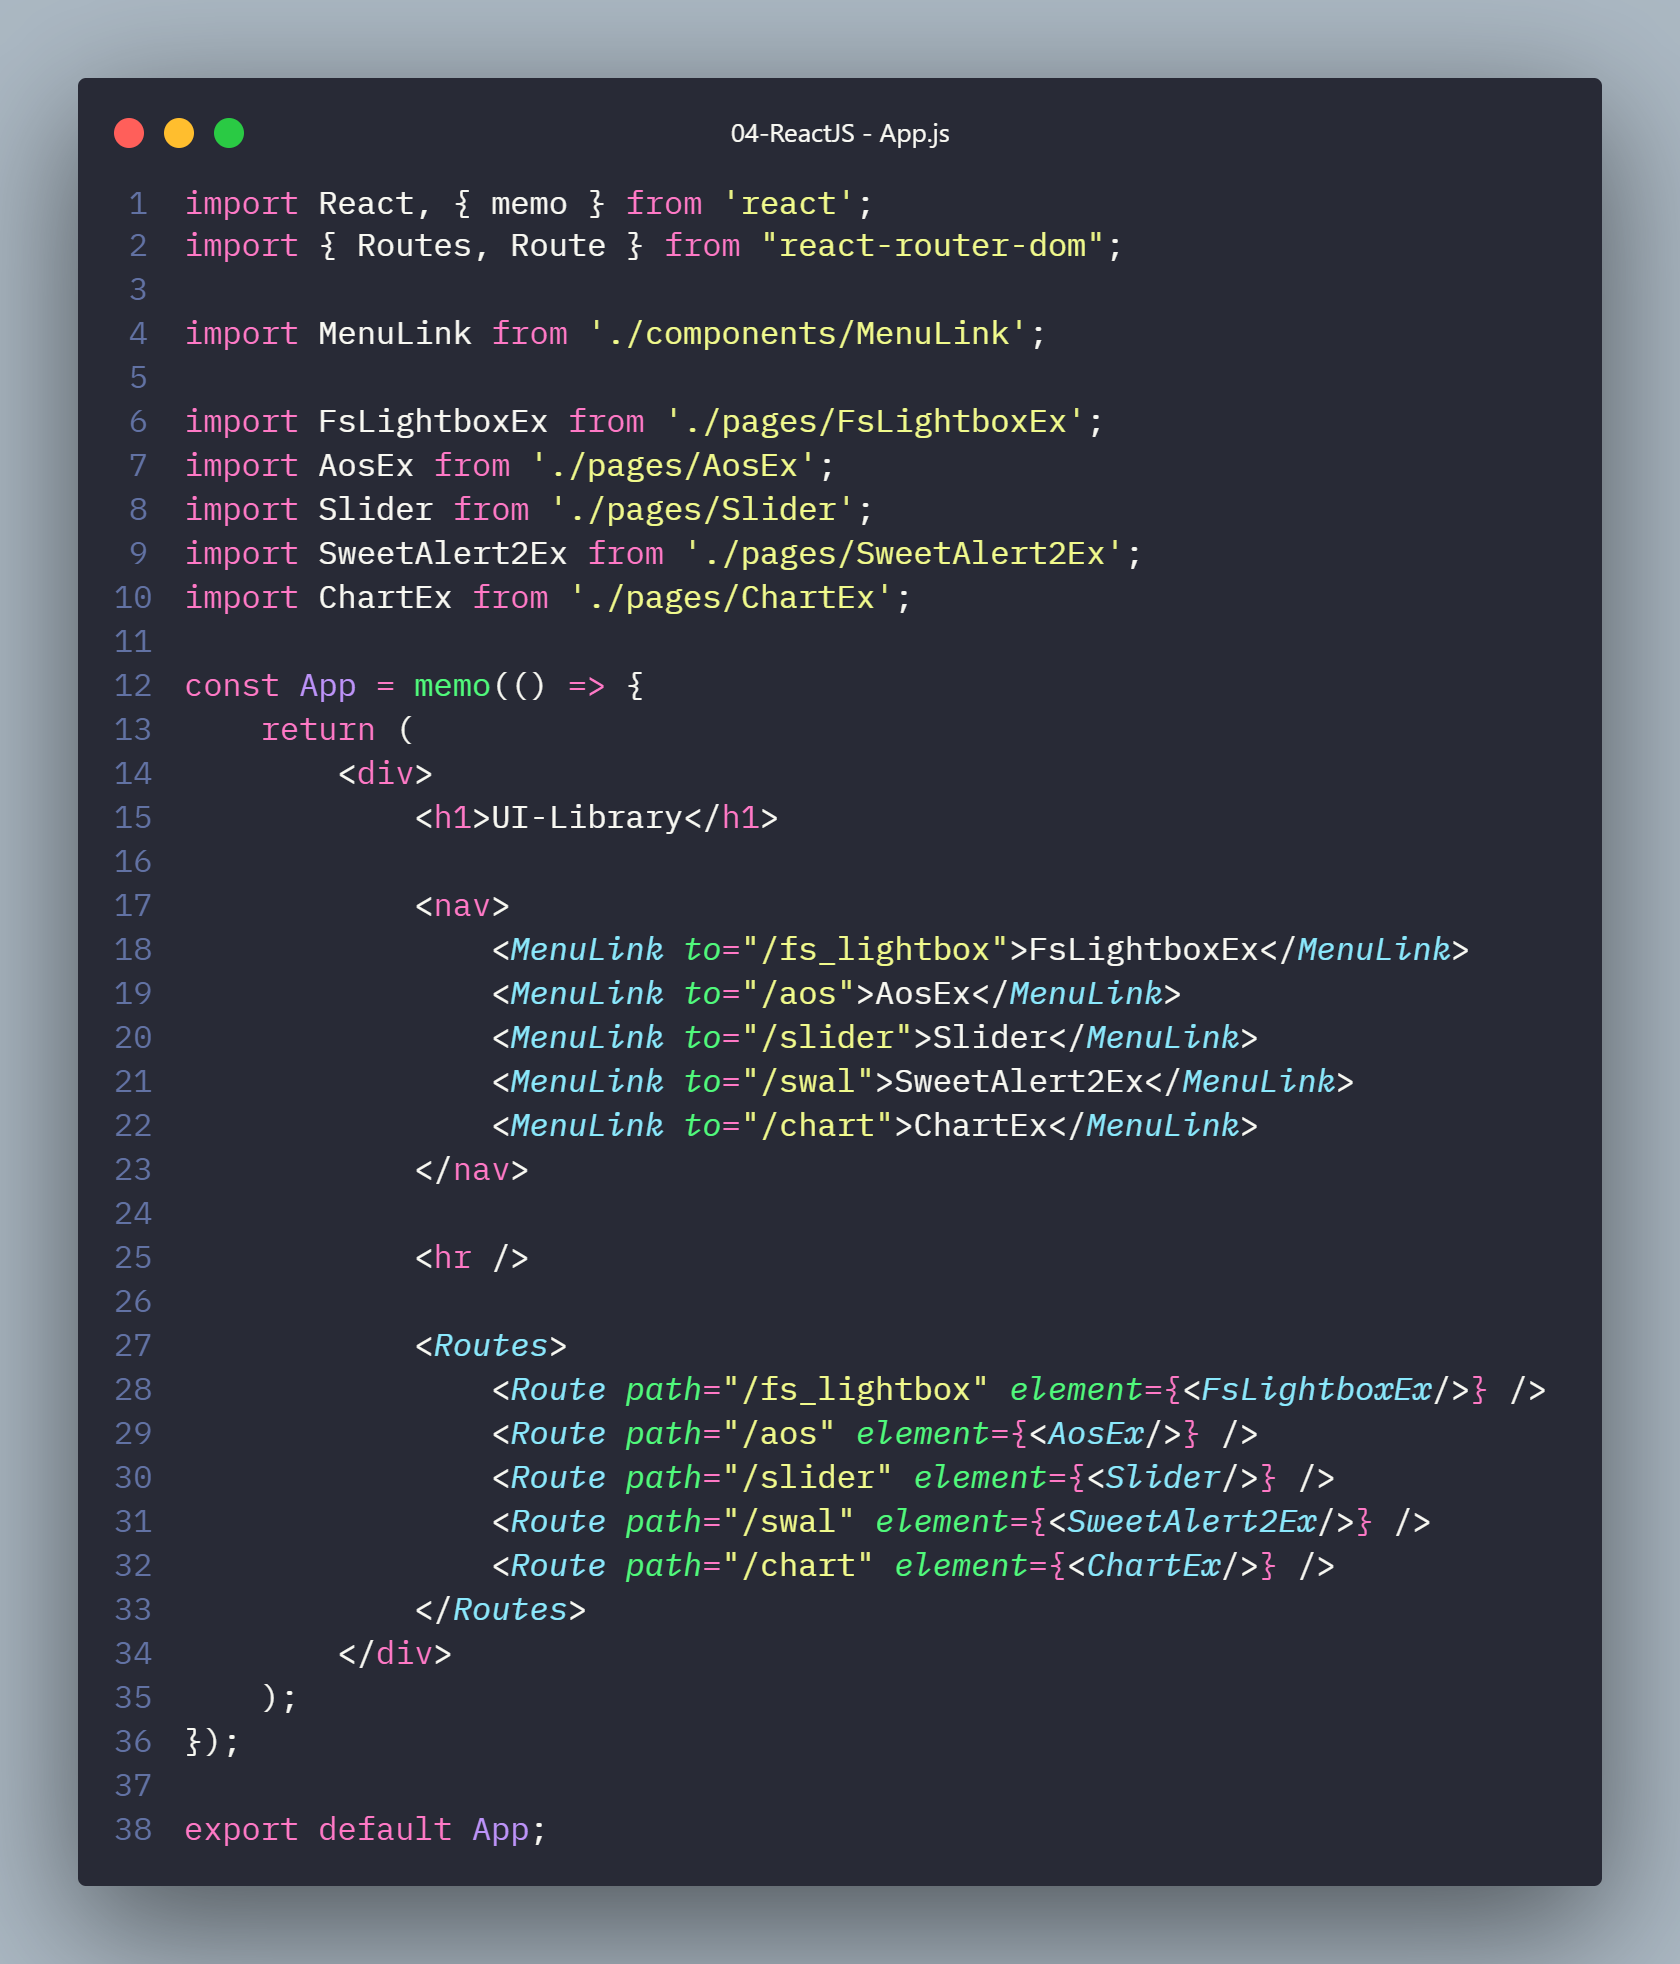 04-ReactJS - App.js
1 import React, { memo } from 'react';
2 import { Routes, Route } from "react-router-dom";
3
4 import MenuLink from './components/MenuLink';
5
6 import FsLightboxEx from './pages/FsLightboxEx';
7 import AosEx from './pages/AosEx';
8 import Slider from './pages/Slider';
9 import SweetAlert2Ex from './pages/SweetAlert2Ex';
10 import ChartEx from './pages/ChartEx';
11
12 const App = memo(() => {
13     return (
14         <div>
15             <h1>UI-Library</h1>
16
17             <nav>
18                 <MenuLink to="/fs_lightbox">FsLightboxEx</MenuLink>
19                 <MenuLink to="/aos">AosEx</MenuLink>
20                 <MenuLink to="/slider">Slider</MenuLink>
21                 <MenuLink to="/swal">SweetAlert2Ex</MenuLink>
22                 <MenuLink to="/chart">ChartEx</MenuLink>
23             </nav>
24
25             <hr />
26
27             <Routes>
28                 <Route path="/fs_lightbox" element={<FsLightboxEx/>} />
29                 <Route path="/aos" element={<AosEx/>} />
30                 <Route path="/slider" element={<Slider/>} />
31                 <Route path="/swal" element={<SweetAlert2Ex/>} />
32                 <Route path="/chart" element={<ChartEx/>} />
33             </Routes>
34         </div>
35     );
36 });
37
38 export default App;